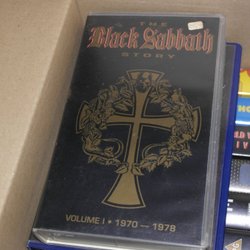 THE
Black Sabbath
STORY
VOLUME I • 1970 — 1978